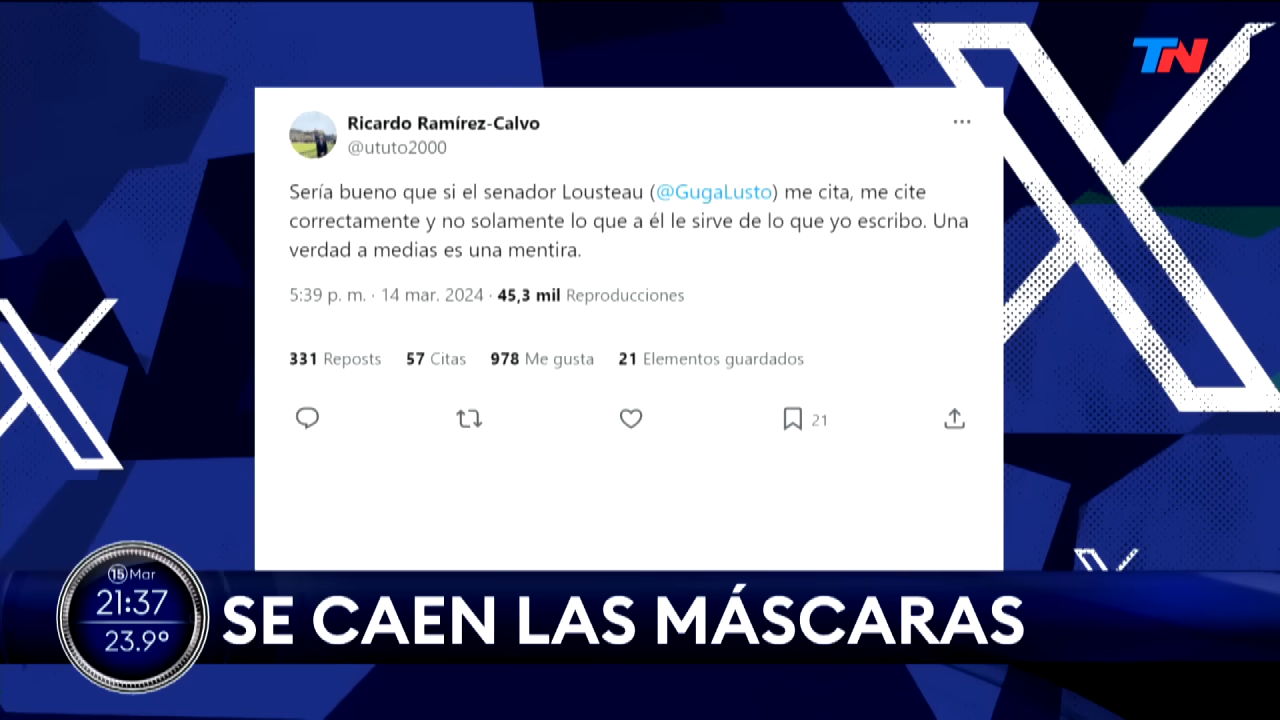 TN
Ricardo Ramírez-Calvo
@ututo2000
Sería bueno que si el senador Lousteau (@GugaLusto) me cita, me cite
correctamente y no solamente lo que a él le sirve de lo que yo escribo. Una
verdad a medias es una mentira.
5:39 p. m. · 14 mar. 2024 · 45,3 mil Reproducciones
331 Reposts 57 Citas 978 Me gusta 21 Elementos guardados
21
15 Mar
21:37
23.9°
SE CAEN LAS MÁSCARAS